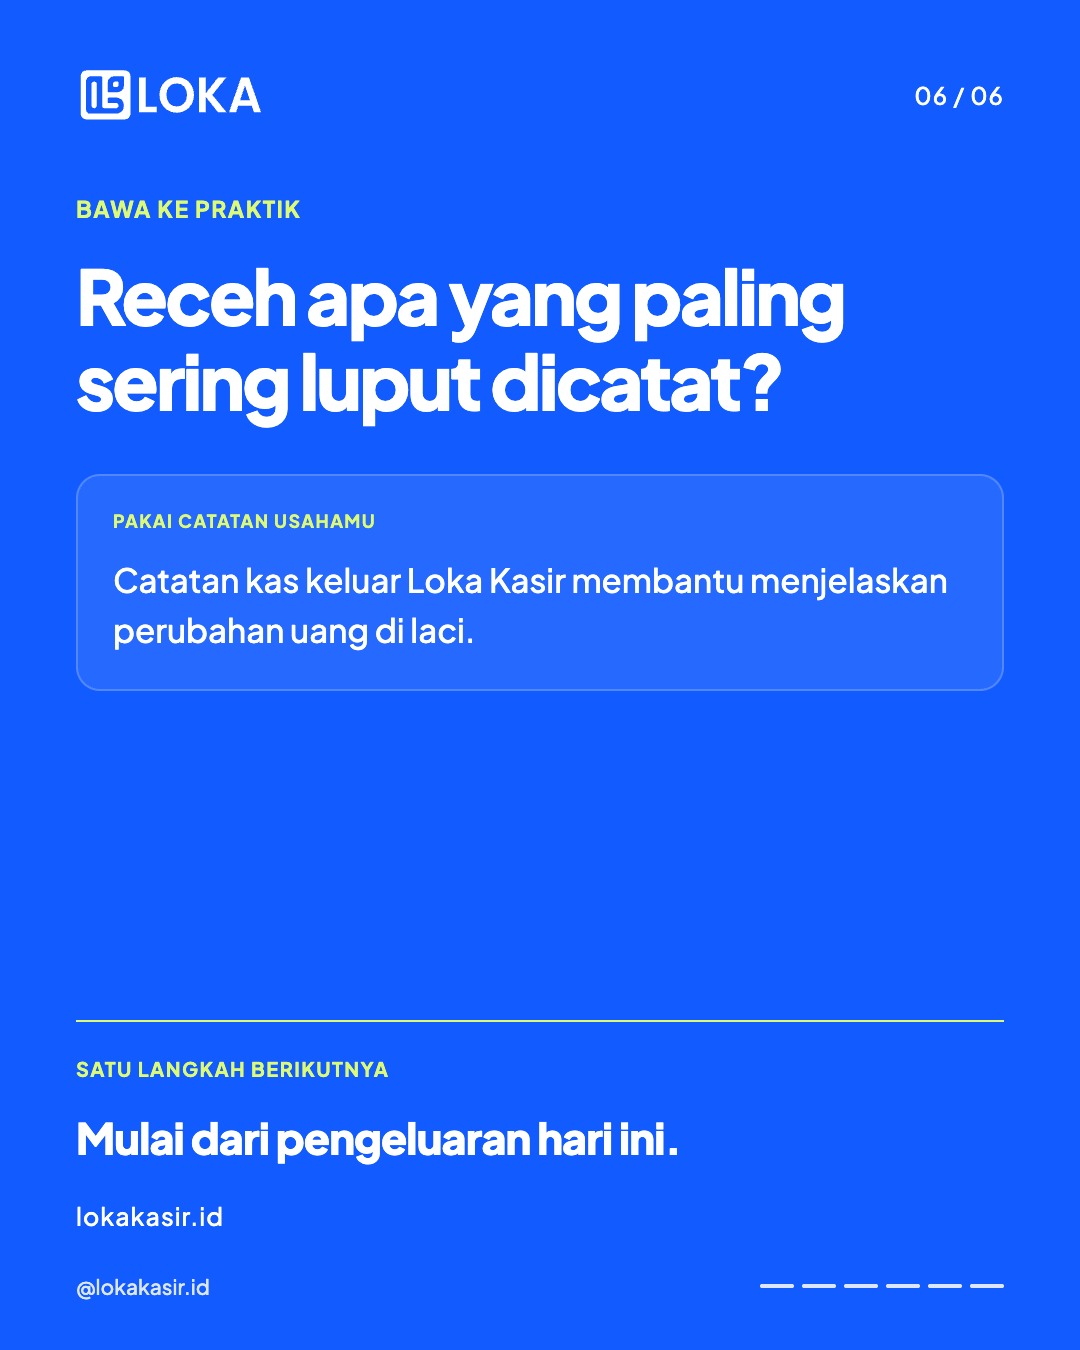 LOKA
06 / 06
BAWA KE PRAKTIK
Receh apa yang paling
sering luput dicatat?
PAKAI CATATAN USAHAMU
Catatan kas keluar Loka Kasir membantu menjelaskan
perubahan uang di laci.
SATU LANGKAH BERIKUTNYA
Mulai dari pengeluaran hari ini.
lokakasir.id
@lokakasir.id